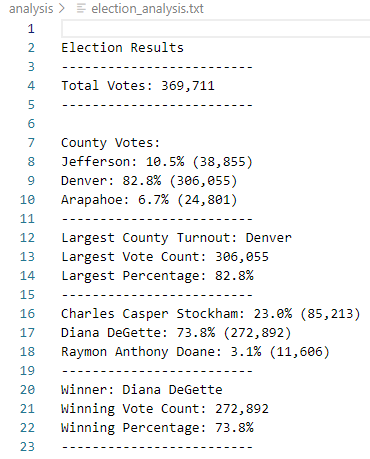 analysis > election_analysis.txt
1
2 Election Results
3 -------------------------
4 Total Votes: 369,711
5 -------------------------
6
7 County Votes:
8 Jefferson: 10.5% (38,855)
9 Denver: 82.8% (306,055)
10 Arapahoe: 6.7% (24,801)
11 -------------------------
12 Largest County Turnout: Denver
13 Largest Vote Count: 306,055
14 Largest Percentage: 82.8%
15 -------------------------
16 Charles Casper Stockham: 23.0% (85,213)
17 Diana DeGette: 73.8% (272,892)
18 Raymon Anthony Doane: 3.1% (11,606)
19 -------------------------
20 Winner: Diana DeGette
21 Winning Vote Count: 272,892
22 Winning Percentage: 73.8%
23 -------------------------